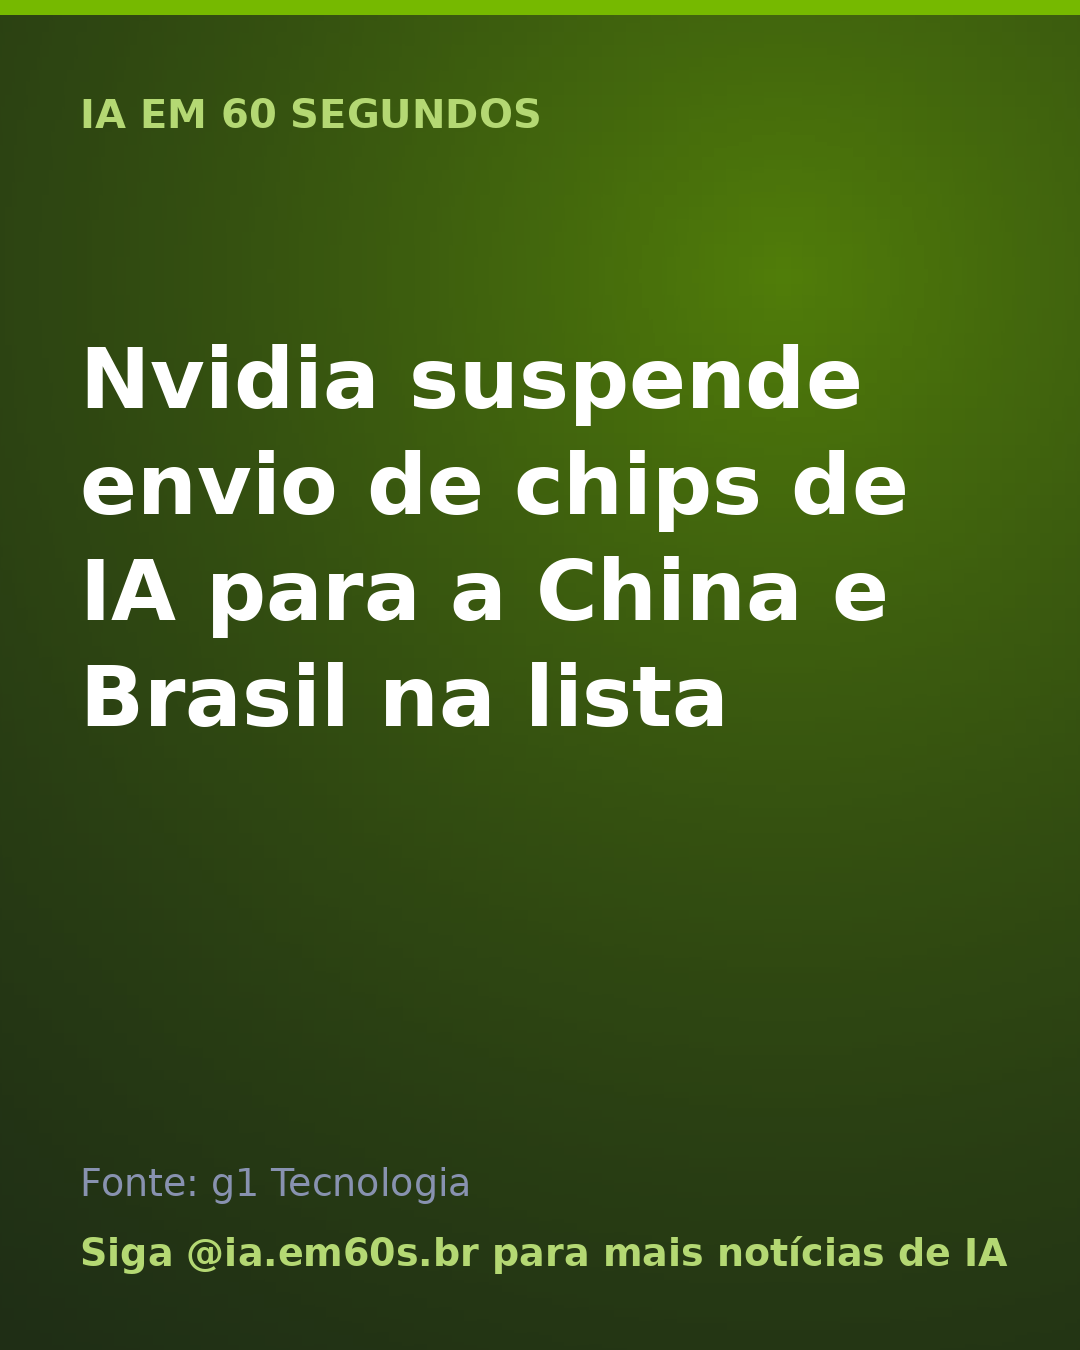 IA EM 60 SEGUNDOS
Nvidia suspende
envio de chips de
IA para a China e
Brasil na lista
Fonte: g1 Tecnologia
Siga @ia.em60s.br para mais notícias de IA